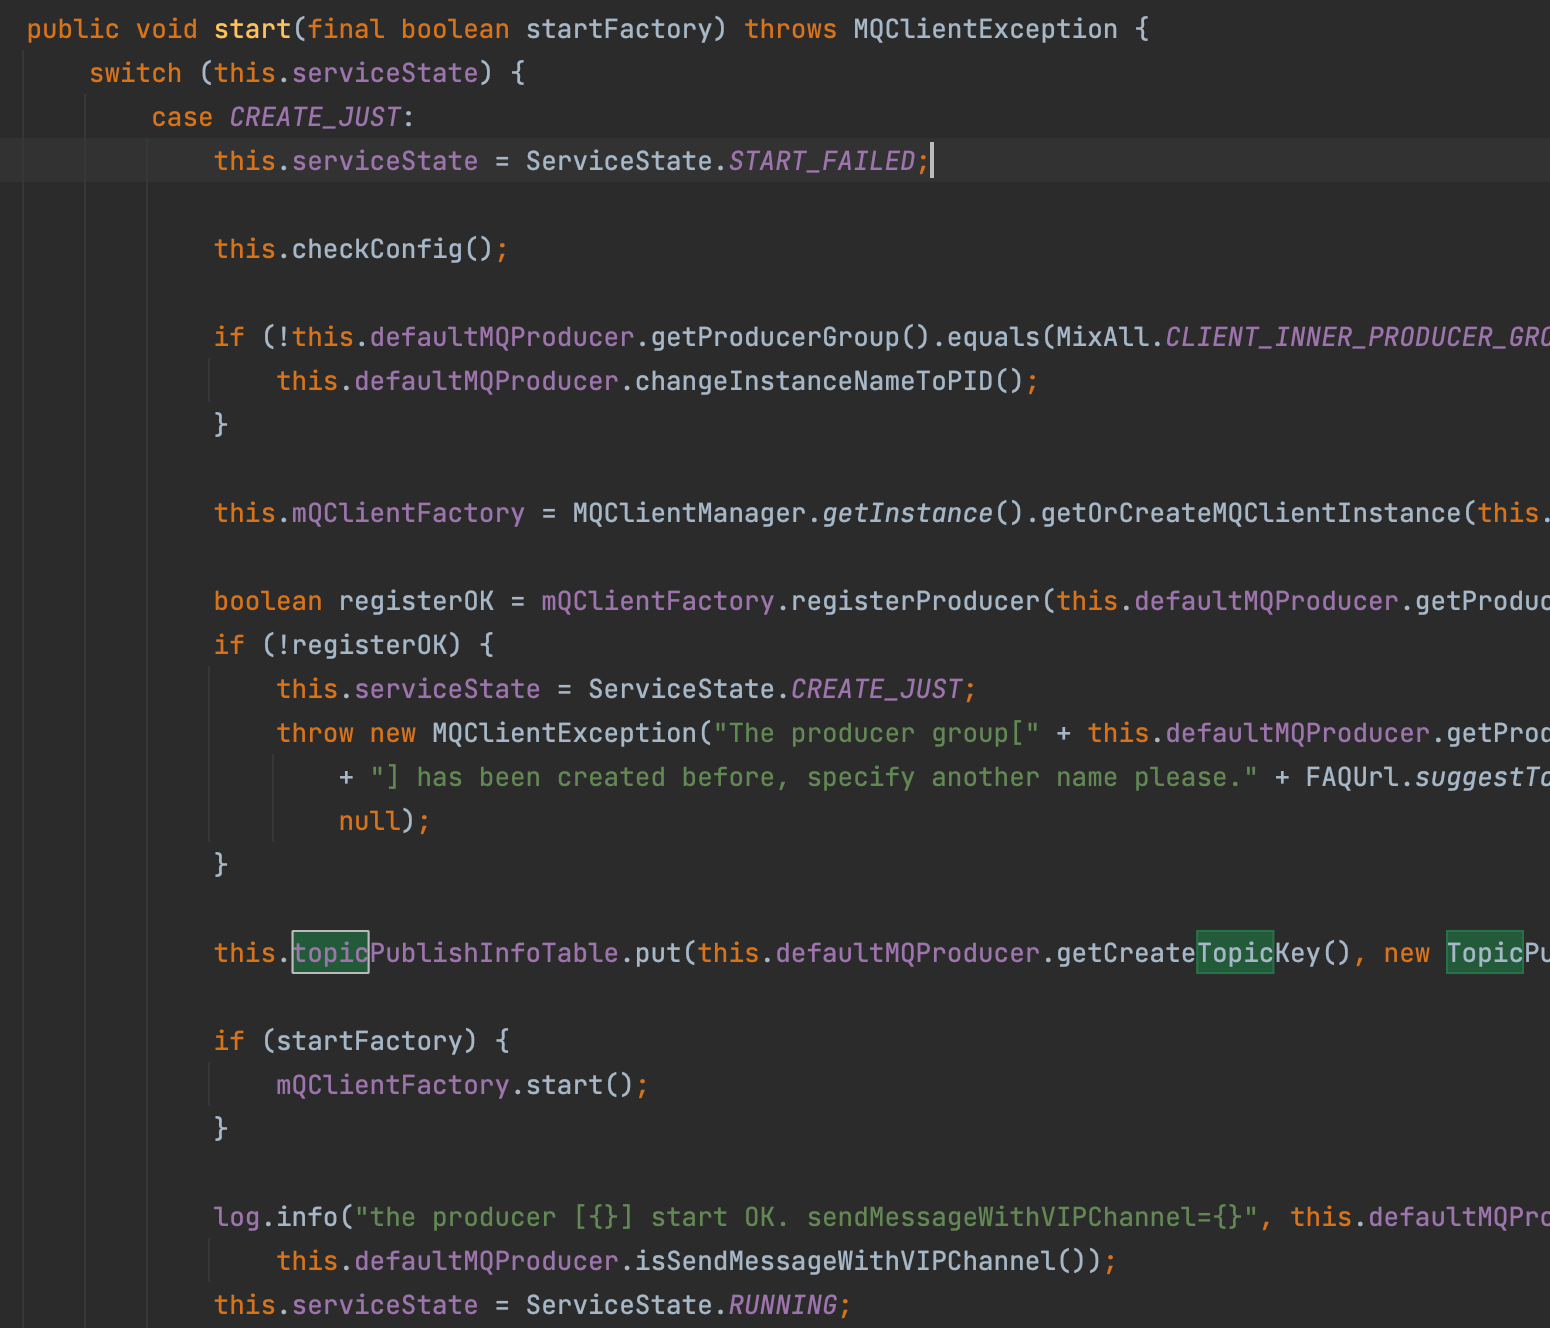 public void start(final boolean startFactory) throws MQClientException {
switch (this.serviceState) {
case CREATE_JUST:
this.serviceState = ServiceState.START_FAILED;
this.checkConfig();
if (!this.defaultMQProducer.getProducerGroup().equals(MixAll.CLIENT_INNER_PRODUCER_GRO
this.defaultMQProducer.changeInstanceNameToPID();
}
this.mQClientFactory = MQClientManager.getInstance().getOrCreateMQClientInstance(this.
boolean registerOK = mQClientFactory.registerProducer(this.defaultMQProducer.getProduc
if (!registerOK) {
this.serviceState = ServiceState.CREATE_JUST;
throw new MQClientException("The producer group[" + this.defaultMQProducer.getProd
+ "] has been created before, specify another name please." + FAQUrl.suggestTo
null);
}
this.topicPublishInfoTable.put(this.defaultMQProducer.getCreateTopicKey(), new TopicPu
if (startFactory) {
mQClientFactory.start();
}
log.info("the producer [{}] start OK. sendMessageWithVIPChannel={}", this.defaultMQPro
this.defaultMQProducer.isSendMessageWithVIPChannel());
this.serviceState = ServiceState.RUNNING;